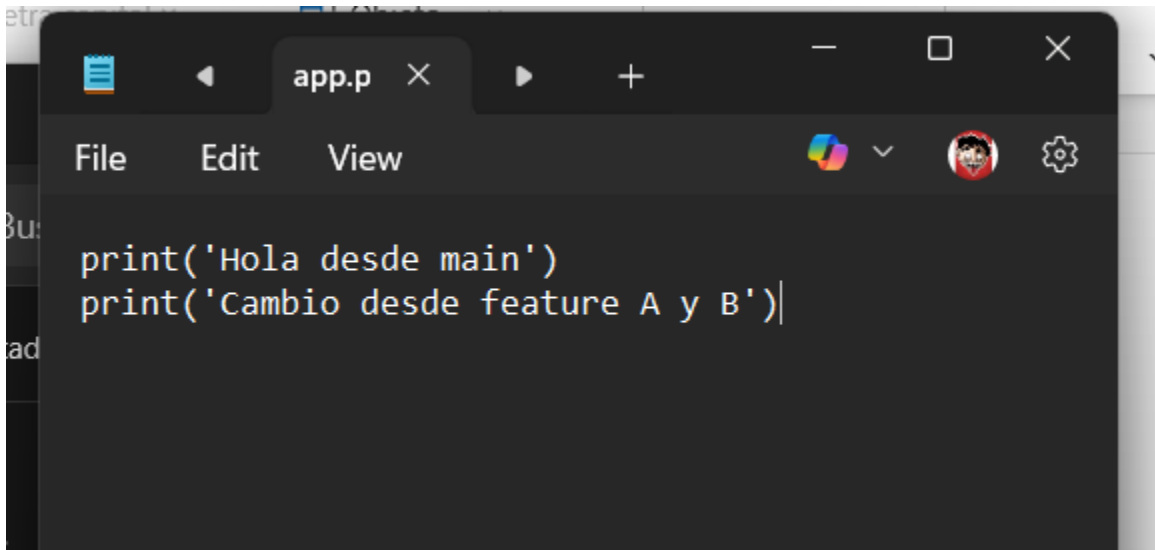 app.p
File Edit View
print('Hola desde main')
print('Cambio desde feature A y B')